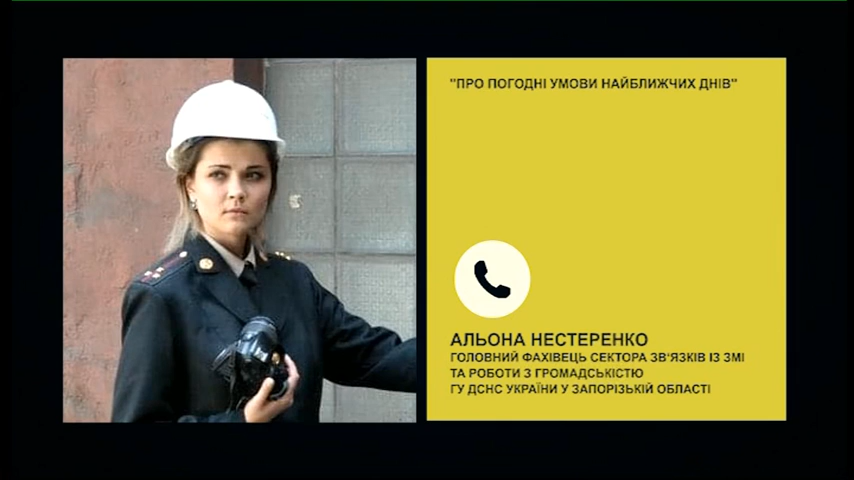 "ПРО ПОГОДНІ УМОВИ НАЙБЛИЖЧИХ ДНІВ"
АЛЬОНА НЕСТЕРЕНКО
ГОЛОВНИЙ ФАХІВЕЦЬ СЕКТОРА ЗВ'ЯЗКІВ ІЗ ЗМІ
ТА РОБОТИ З ГРОМАДСЬКІСТЮ
ГУ ДСНС УКРАЇНИ У ЗАПОРІЗЬКІЙ ОБЛАСТІ